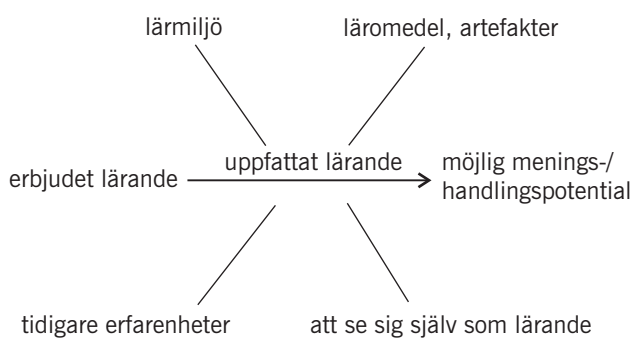 lärmiljö
läromedel, artefakter
uppfattat lärande
erbjudet lärande
möjlig menings-/
handlingspotential
tidigare erfarenheter
att se sig själv som lärande